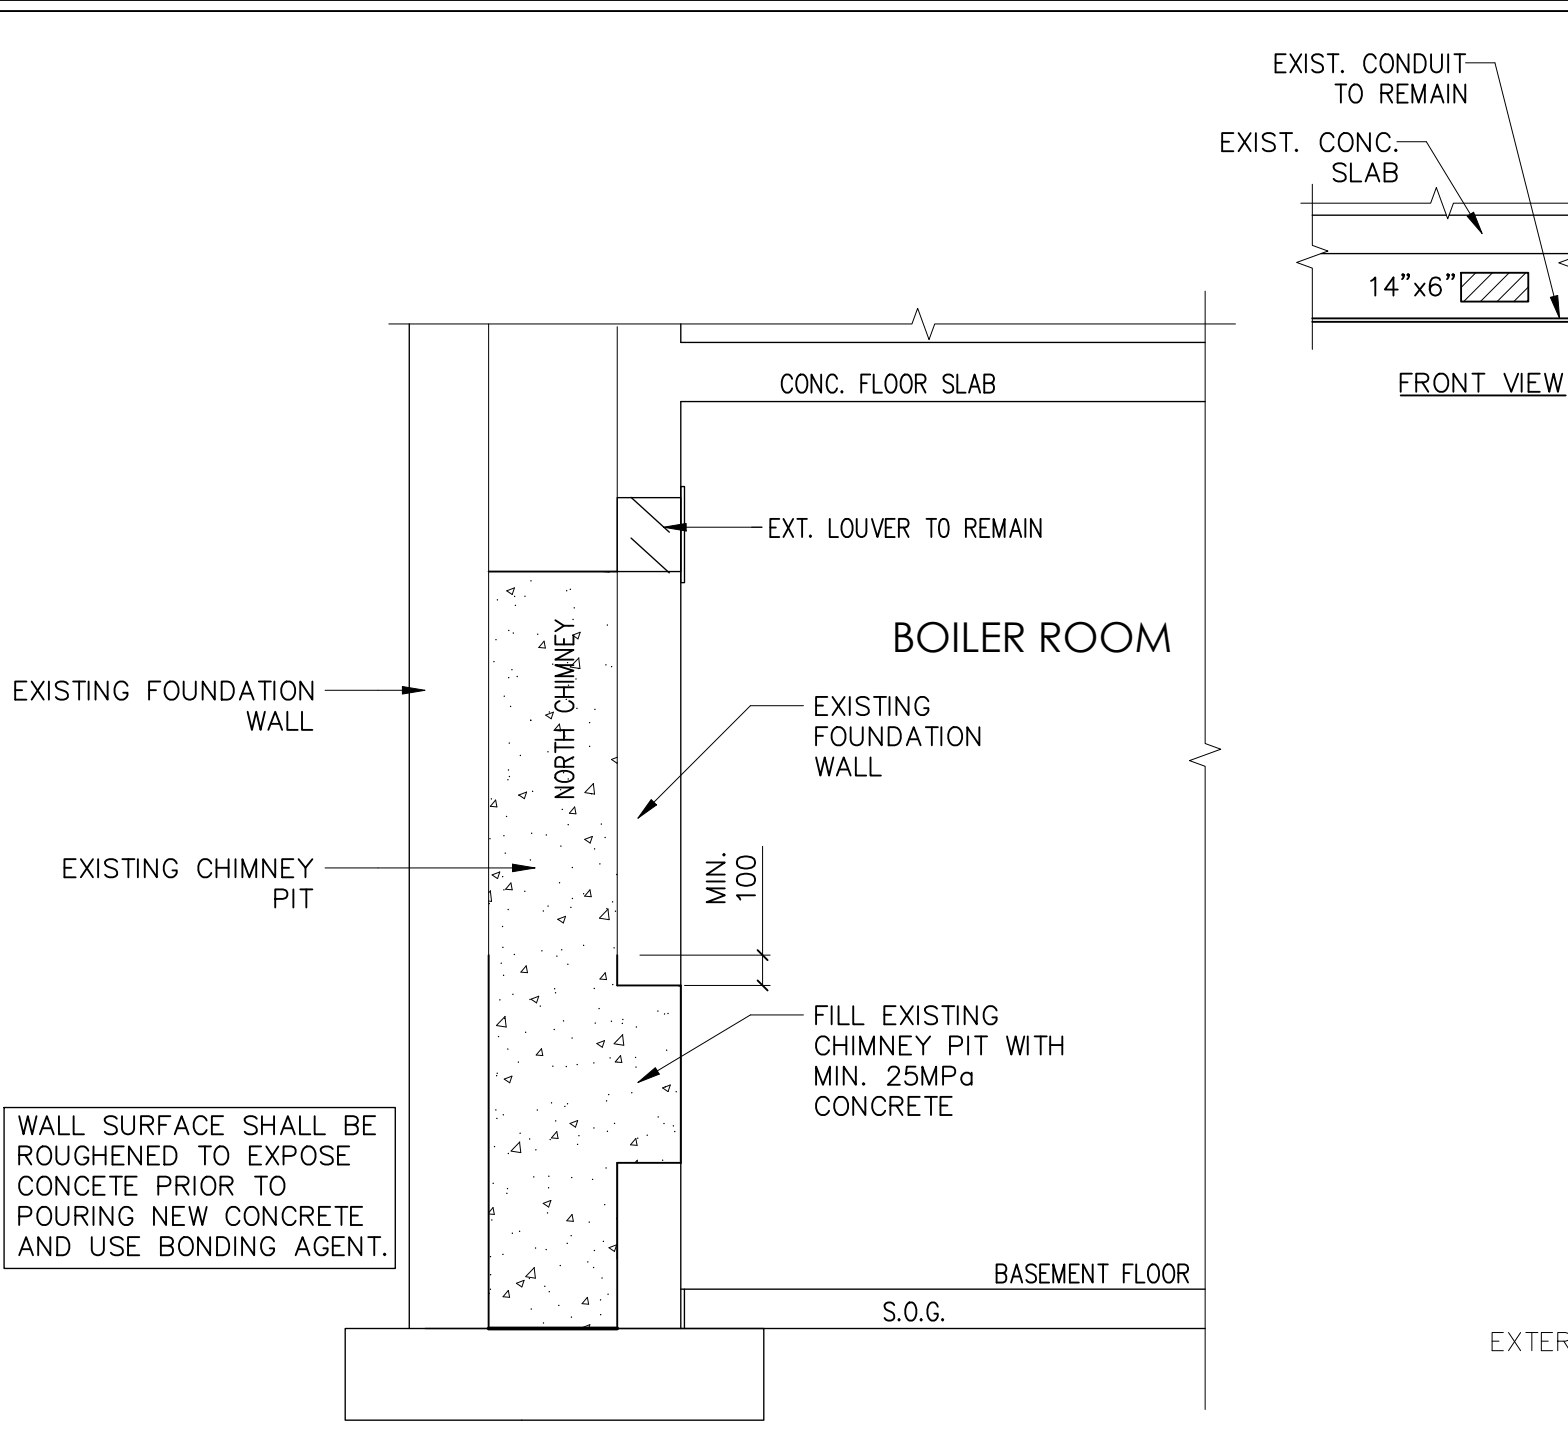 EXIST. CONDUIT
TO REMAIN
EXIST. CONC.
SLAB
14”x6”
FRONT VIEW
CONC. FLOOR SLAB
EXT. LOUVER TO REMAIN
BOILER ROOM
NORTH CHIMNEY
EXISTING FOUNDATION
WALL
EXISTING
FOUNDATION
WALL
EXISTING CHIMNEY
PIT
MIN.
100
FILL EXISTING
CHIMNEY PIT WITH
MIN. 25MPa
CONCRETE
WALL SURFACE SHALL BE
ROUGHENED TO EXPOSE
CONCETE PRIOR TO
POURING NEW CONCRETE
AND USE BONDING AGENT.
BASEMENT FLOOR
S.O.G.
EXTER